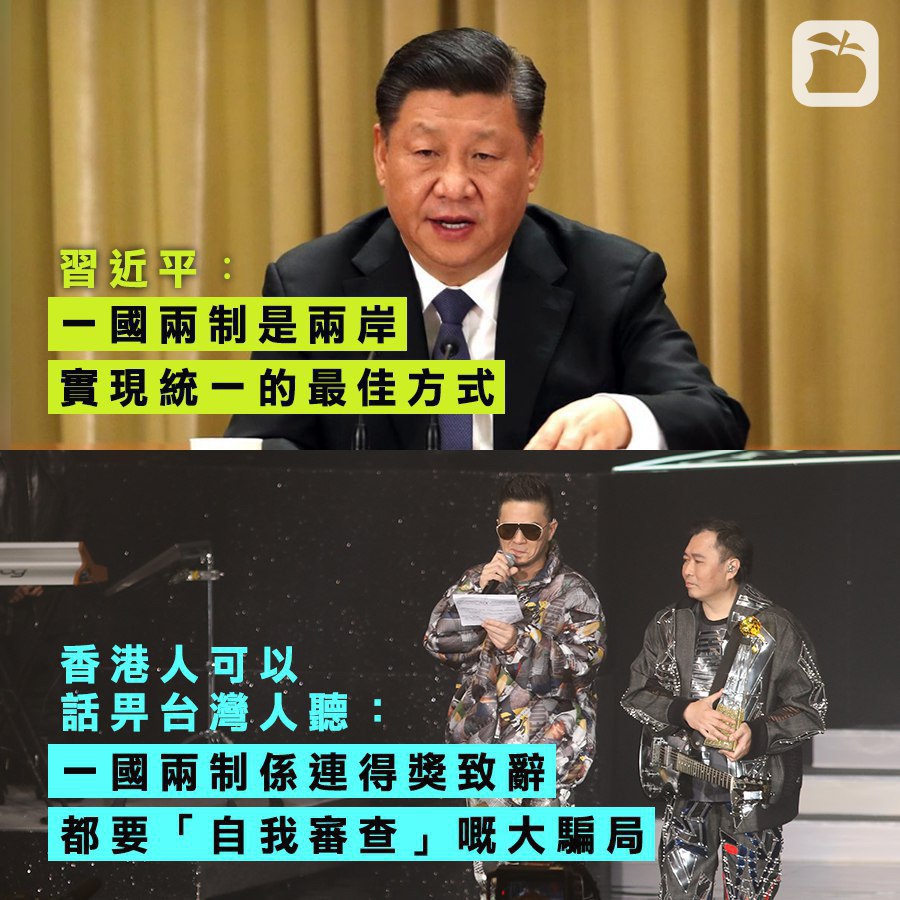 習近平：
一國兩制是兩岸
實現統一的最佳方式
香港人可以
話畀台灣人聽：
一國兩制係連得獎致辭
都要「自我審查」嘅大騙局